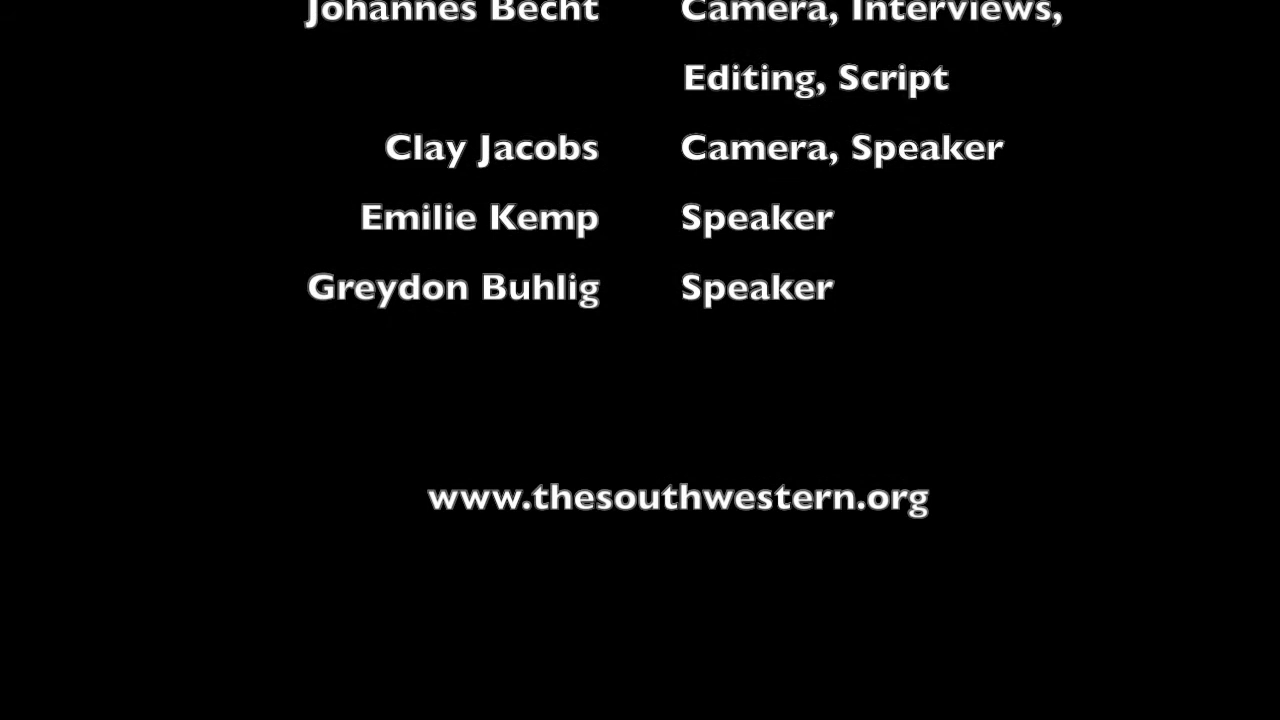 Johannes Becht Camera, Interviews,
Editing, Script
Clay Jacobs Camera, Speaker
Emilie Kemp Speaker
Greydon Buhlig Speaker
www.thesouthwestern.org